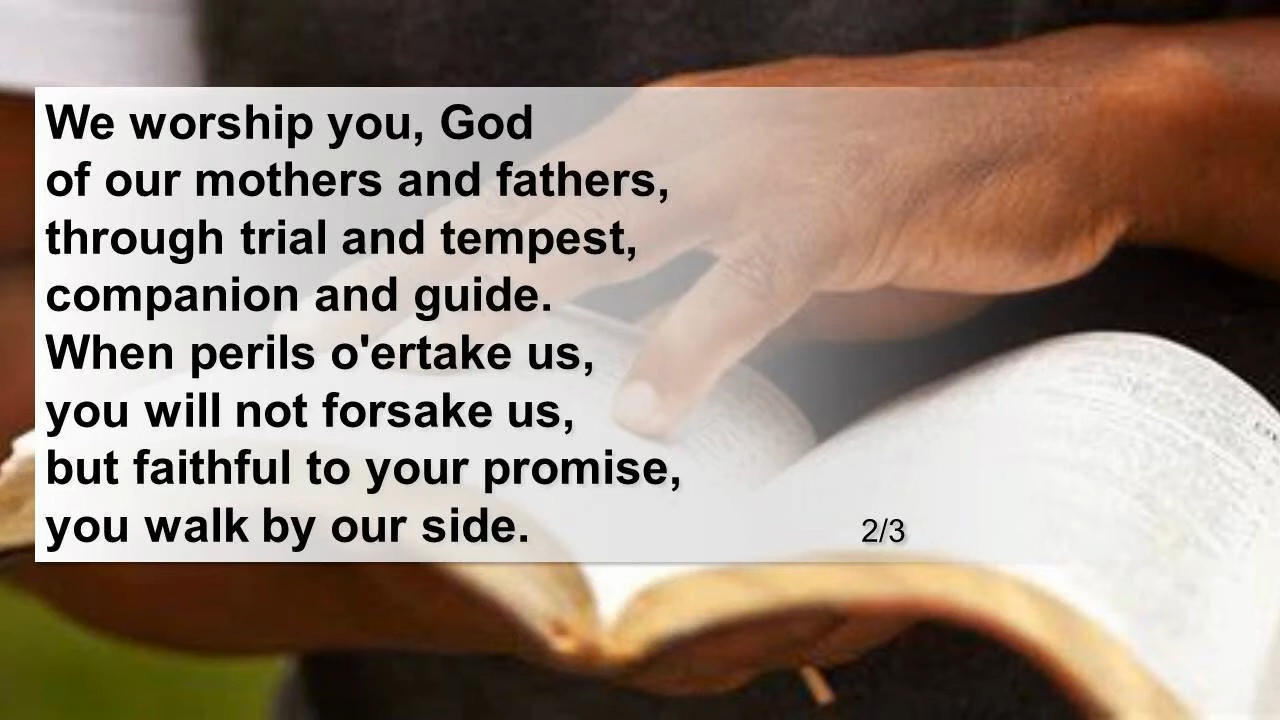 We worship you, God
of our mothers and fathers,
through trial and tempest,
companion and guide.
When perils o'ertake us,
you will not forsake us,
but faithful to your promise,
you walk by our side.
2/3